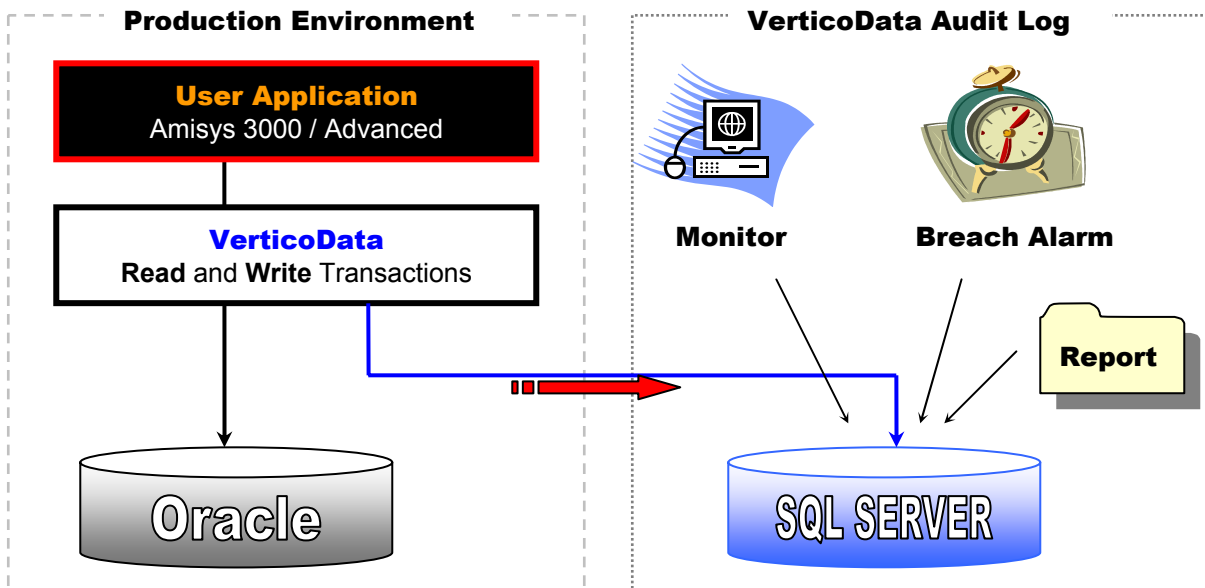 Production Environment
User Application
Amisys 3000 / Advanced
VerticoData
Read and Write Transactions
Oracle
VerticoData Audit Log
Monitor
Breach Alarm
Report
SQL SERVER